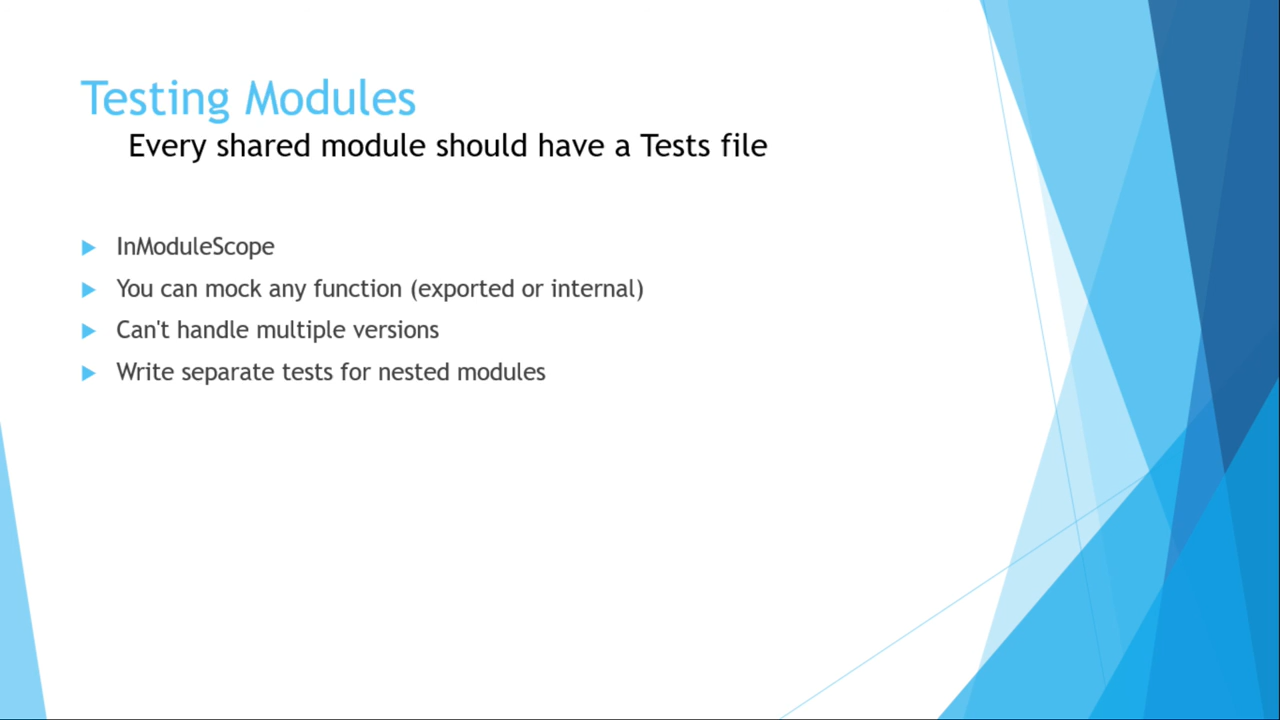 Testing Modules
Every shared module should have a Tests file
InModuleScope
You can mock any function (exported or internal)
Can't handle multiple versions
Write separate tests for nested modules